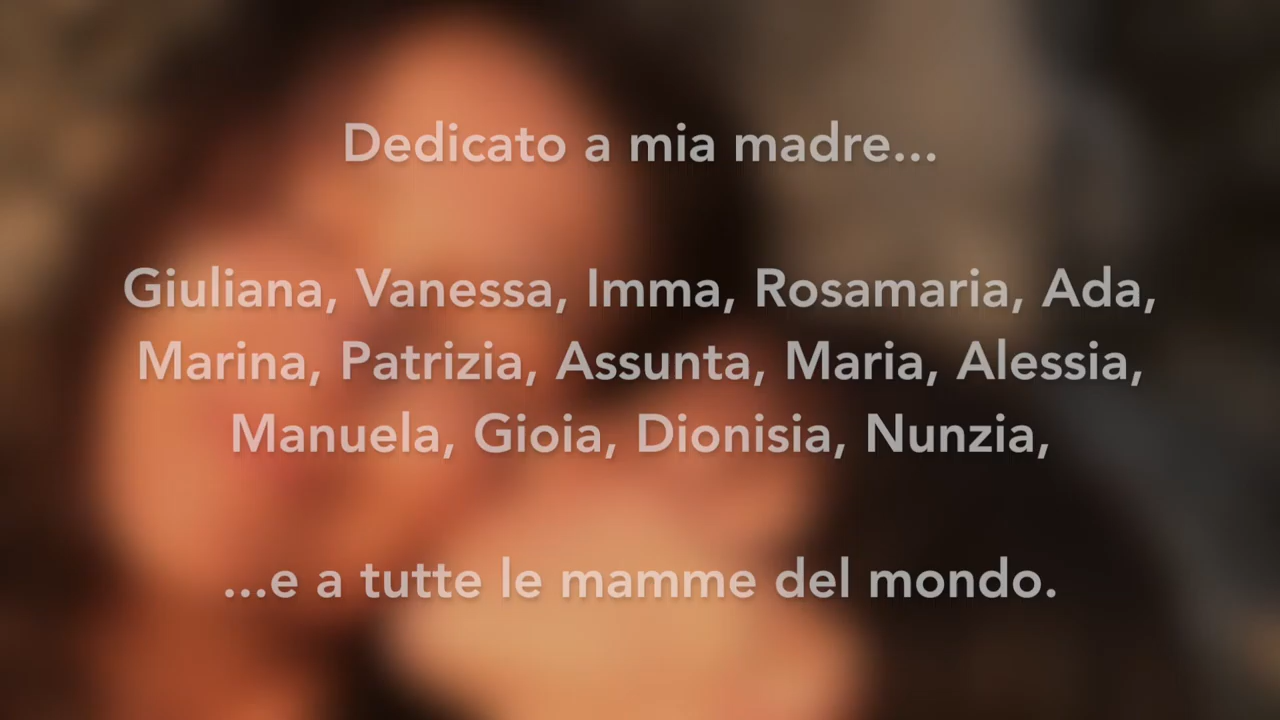 Dedicato a mia madre...
Giuliana, Vanessa, Imma, Rosamaria, Ada,
Marina, Patrizia, Assunta, Maria, Alessia,
Manuela, Gioia, Dionisia, Nunzia,
...e a tutte le mamme del mondo.